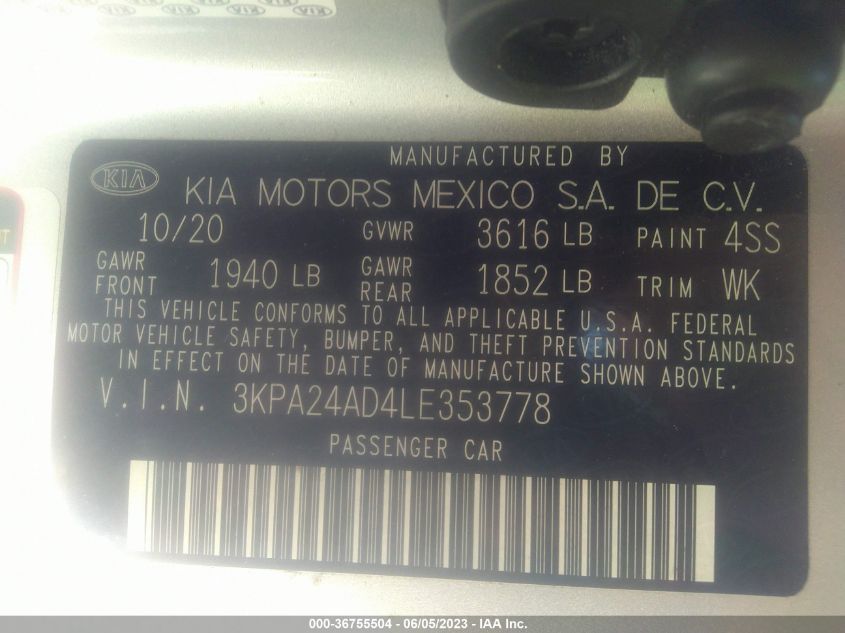 MANUFACTURED BY
KIA KIA MOTORS MEXICO S.A. DE C.V.
10/20 GVWR 3616 LB PAINT 4SS
GAWR FRONT 1940 LB GAWR REAR 1852 LB TRIM WK
THIS VEHICLE CONFORMS TO ALL APPLICABLE U.S.A. FEDERAL
MOTOR VEHICLE SAFETY, BUMPER, AND THEFT PREVENTION STANDARDS
IN EFFECT ON THE DATE OF MANUFACTURE SHOWN ABOVE.
V.I.N. 3KPA24AD4LE353778
PASSENGER CAR
000-36755504 - 06/05/2023 - IAA Inc.